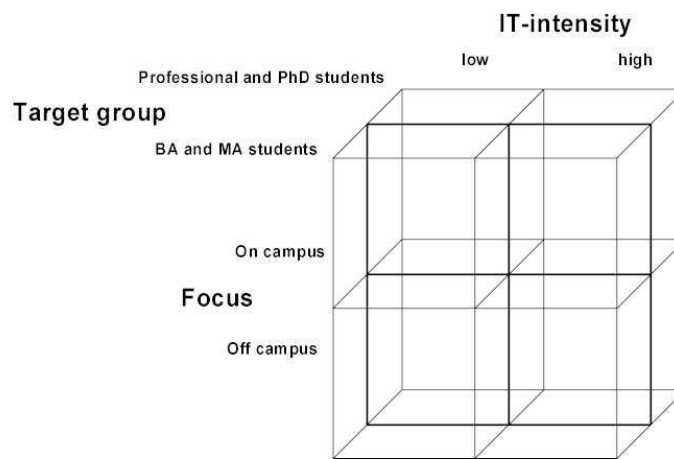 IT-intensity
low high
Professional and PhD students
Target group
BA and MA students
On campus
Focus
Off campus